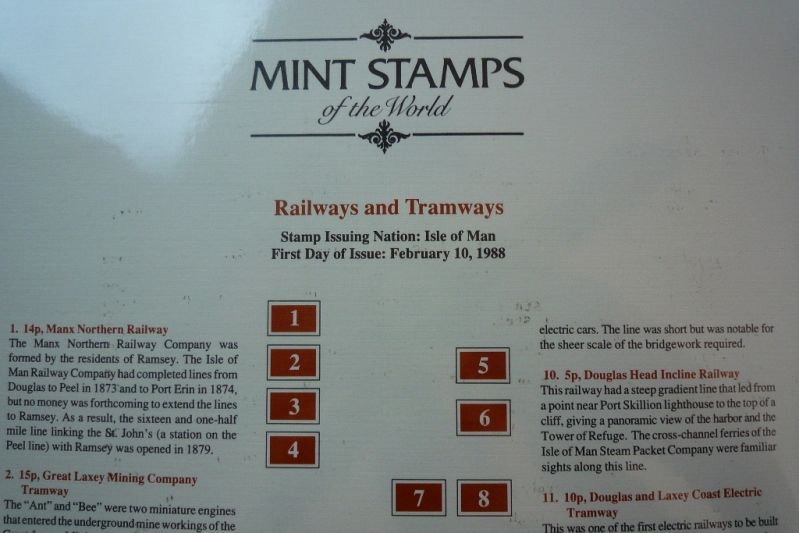 MINT STAMPS
of the World
Railways and Tramways
Stamp Issuing Nation: Isle of Man
First Day of Issue: February 10, 1988
1. 14p, Manx Northern Railway
The Manx Northern Railway Company was
formed by the residents of Ramsey. The Isle of
Man Railway Company had completed lines from
Douglas to Peel in 1873 and to Port Erin in 1874,
but no money was forthcoming to extend the lines
to Ramsey. As a result, the sixteen and one-half
mile line linking the St. John's (a station on the
Peel line) with Ramsey was opened in 1879.
2. 15p, Great Laxey Mining Company
Tramway
The "Ant" and "Bee" were two miniature engines
that entered the underground mine workings of the
1
2
3
4
5
6
7
8
electric cars. The line was short but was notable for
the sheer scale of the bridgework required.
10. 5p, Douglas Head Incline Railway
This railway had a steep gradient line that led from
a point near Port Skillion lighthouse to the top of a
cliff, giving a panoramic view of the harbor and the
Tower of Refuge. The cross-channel ferries of the
Isle of Man Steam Packet Company were familiar
sights along this line.
11. 10p, Douglas and Laxey Coast Electric
Tramway
This was one of the first electric railways to be built